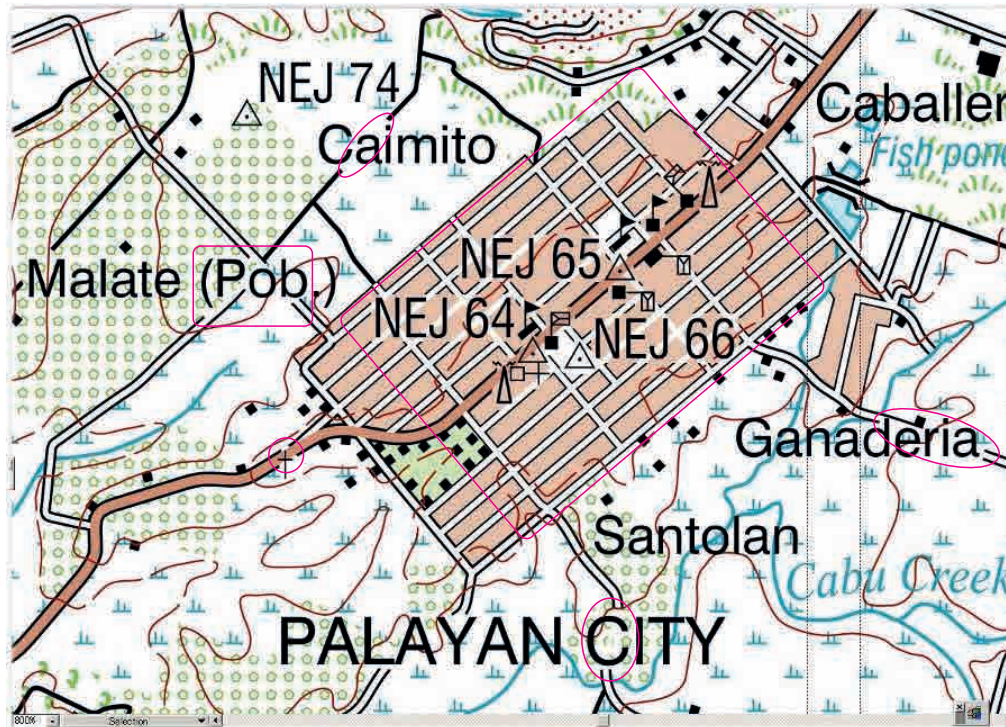 NEJ 74
Caballer
Caimito
Fish pond
NEJ 65
Malate (Pob.)
NEJ 64
NEJ 66
Ganaderia
Santolan
Cabu Creek
PALAYAN CITY
800%
Selection